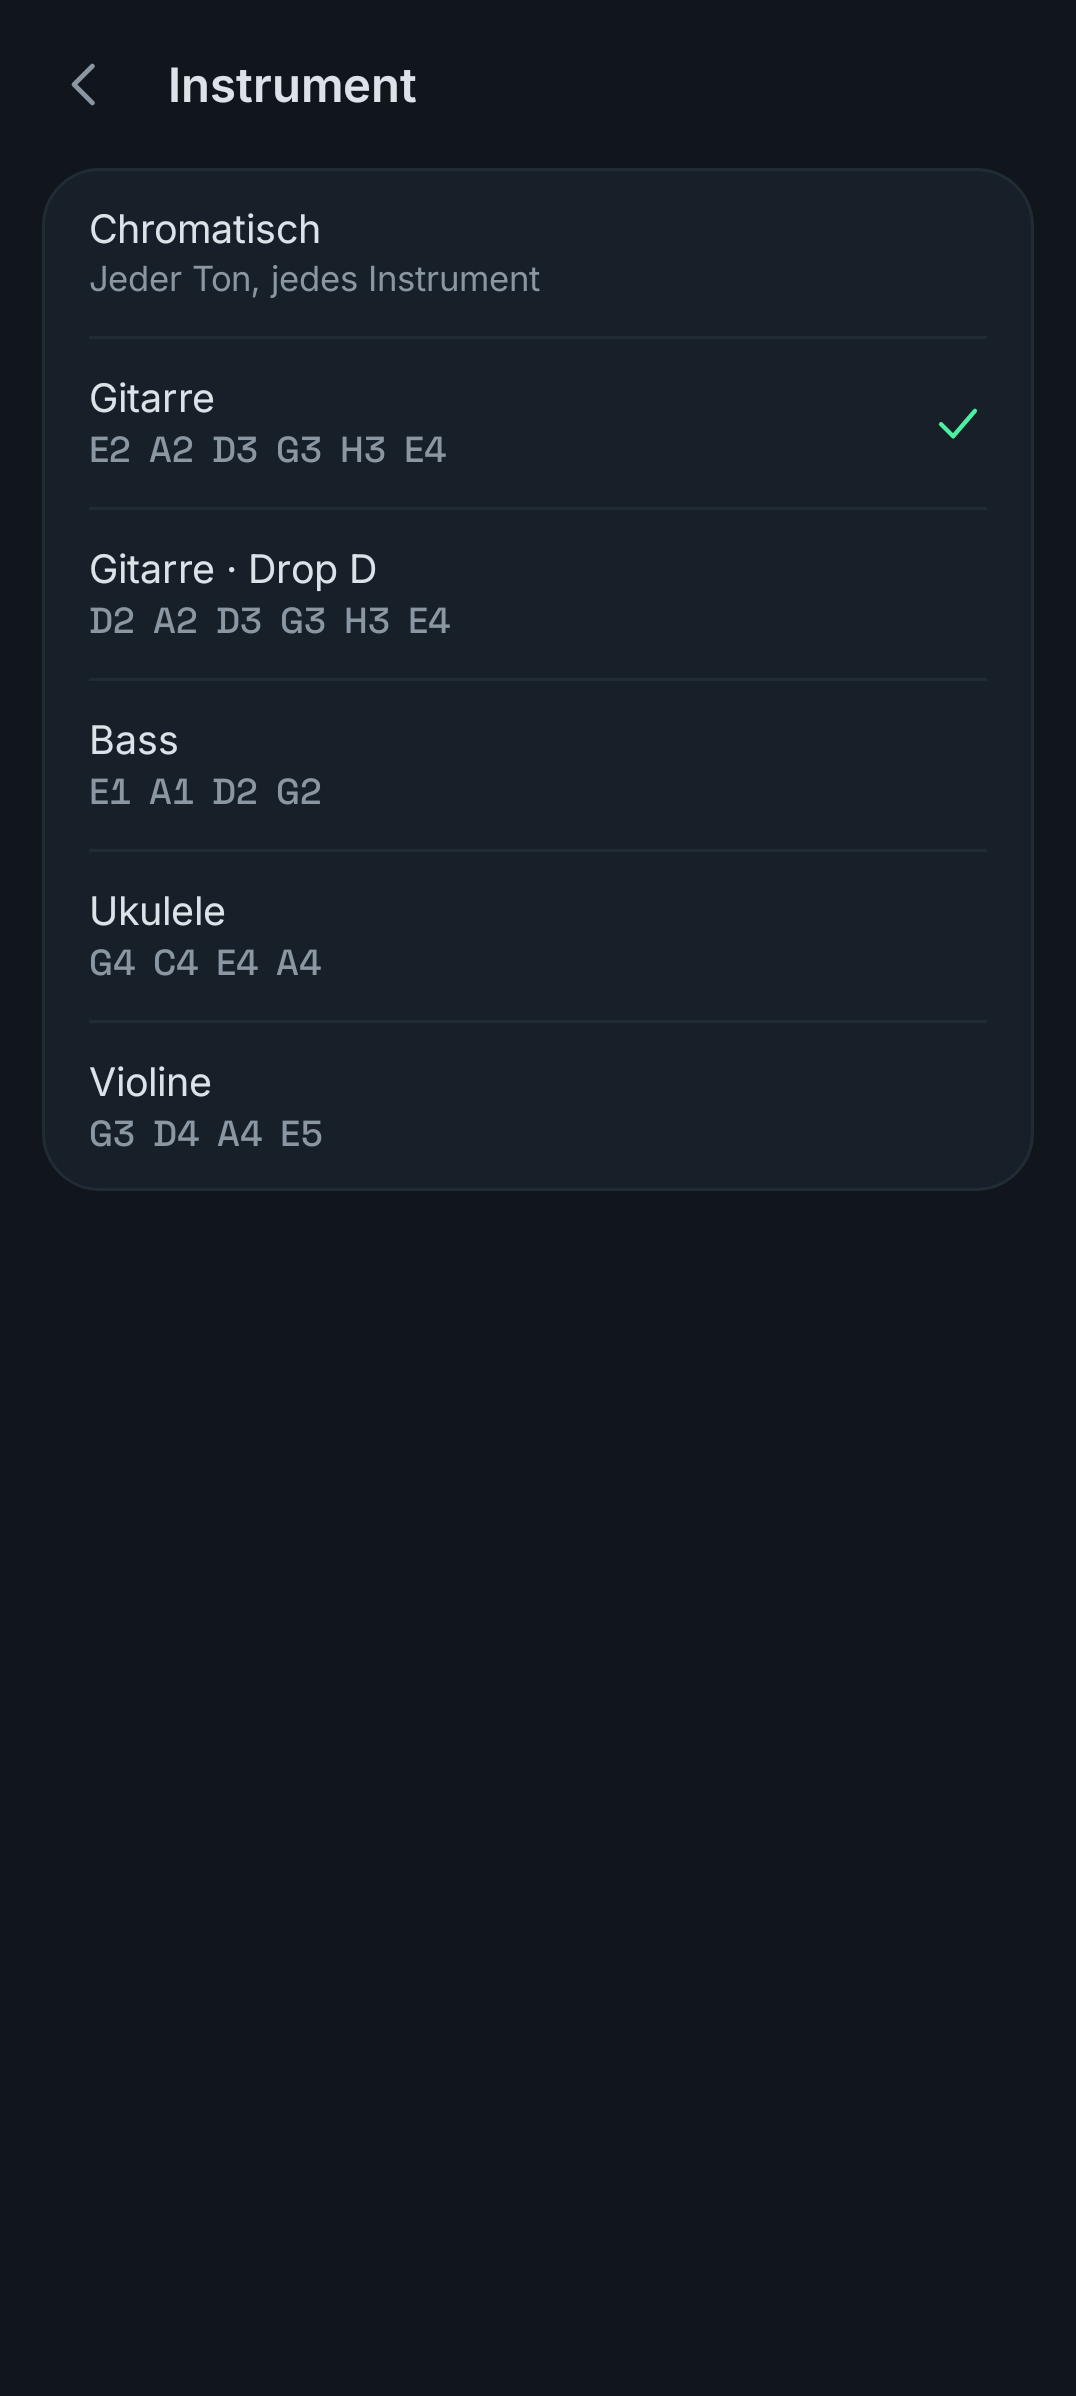 Instrument
Chromatisch
Jeder Ton, jedes Instrument
Gitarre
E2 A2 D3 G3 H3 E4
Gitarre · Drop D
D2 A2 D3 G3 H3 E4
Bass
E1 A1 D2 G2
Ukulele
G4 C4 E4 A4
Violine
G3 D4 A4 E5